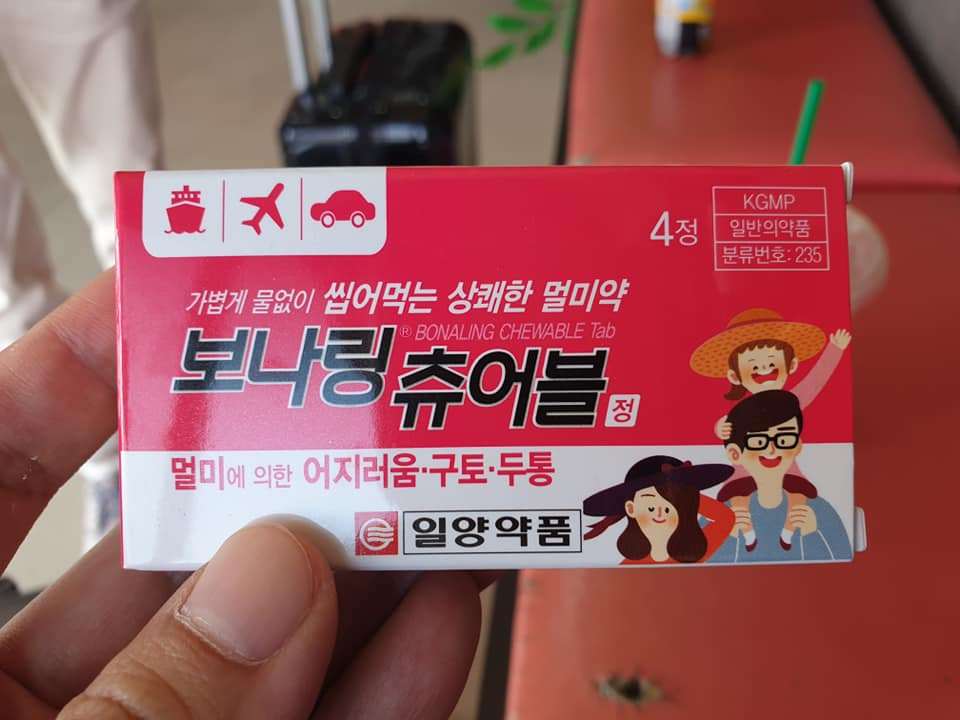 4정
KGMP
일반의약품
분류번호: 235
가볍게 물없이 씹어먹는 상쾌한 멀미약
® BONALING CHEWABLE Tab
보나링 츄어블 정
멀미에 의한 어지러움·구토·두통
일양약품